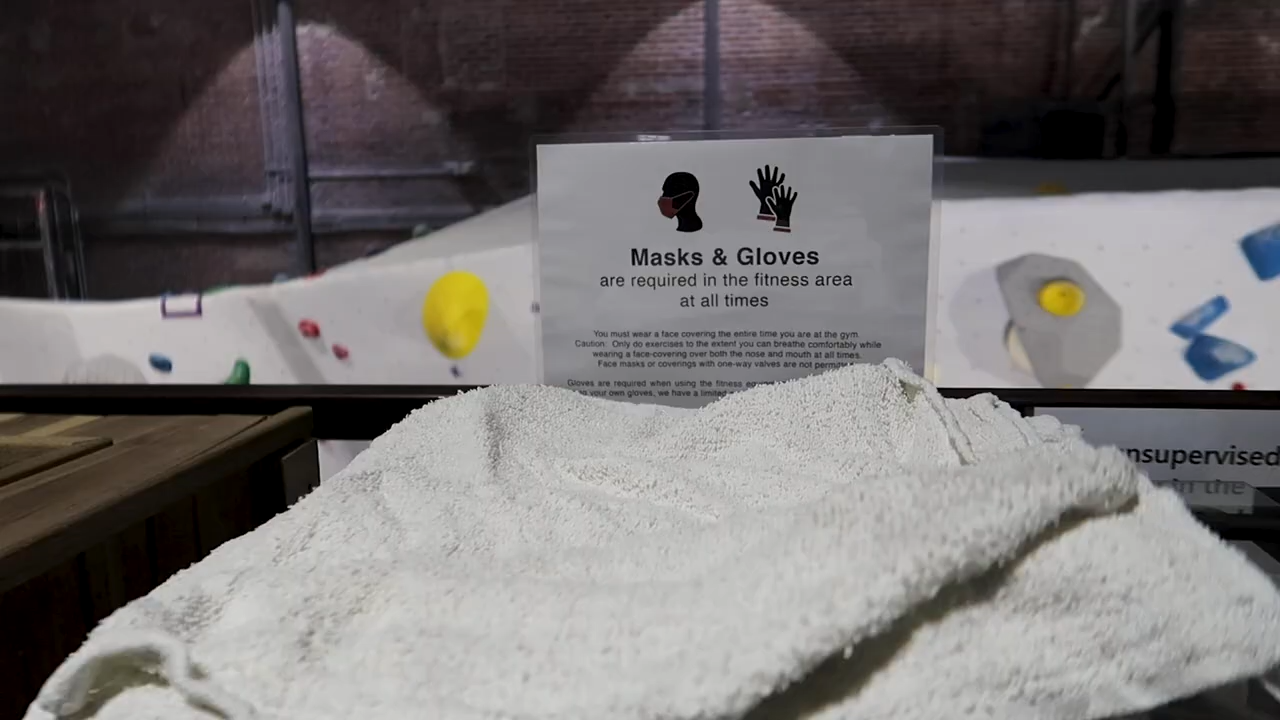 Masks & Gloves
are required in the fitness area
at all times
You must wear a face covering the entire time you are at the gym
Caution: Only do exercises to the extent you can breathe comfortably while
wearing a face-covering over both the nose and mouth at all times.
Face masks or coverings with one-way valves are not
Gloves are required when using the fitness
your own gloves, we have a limited
unsupervised
in the